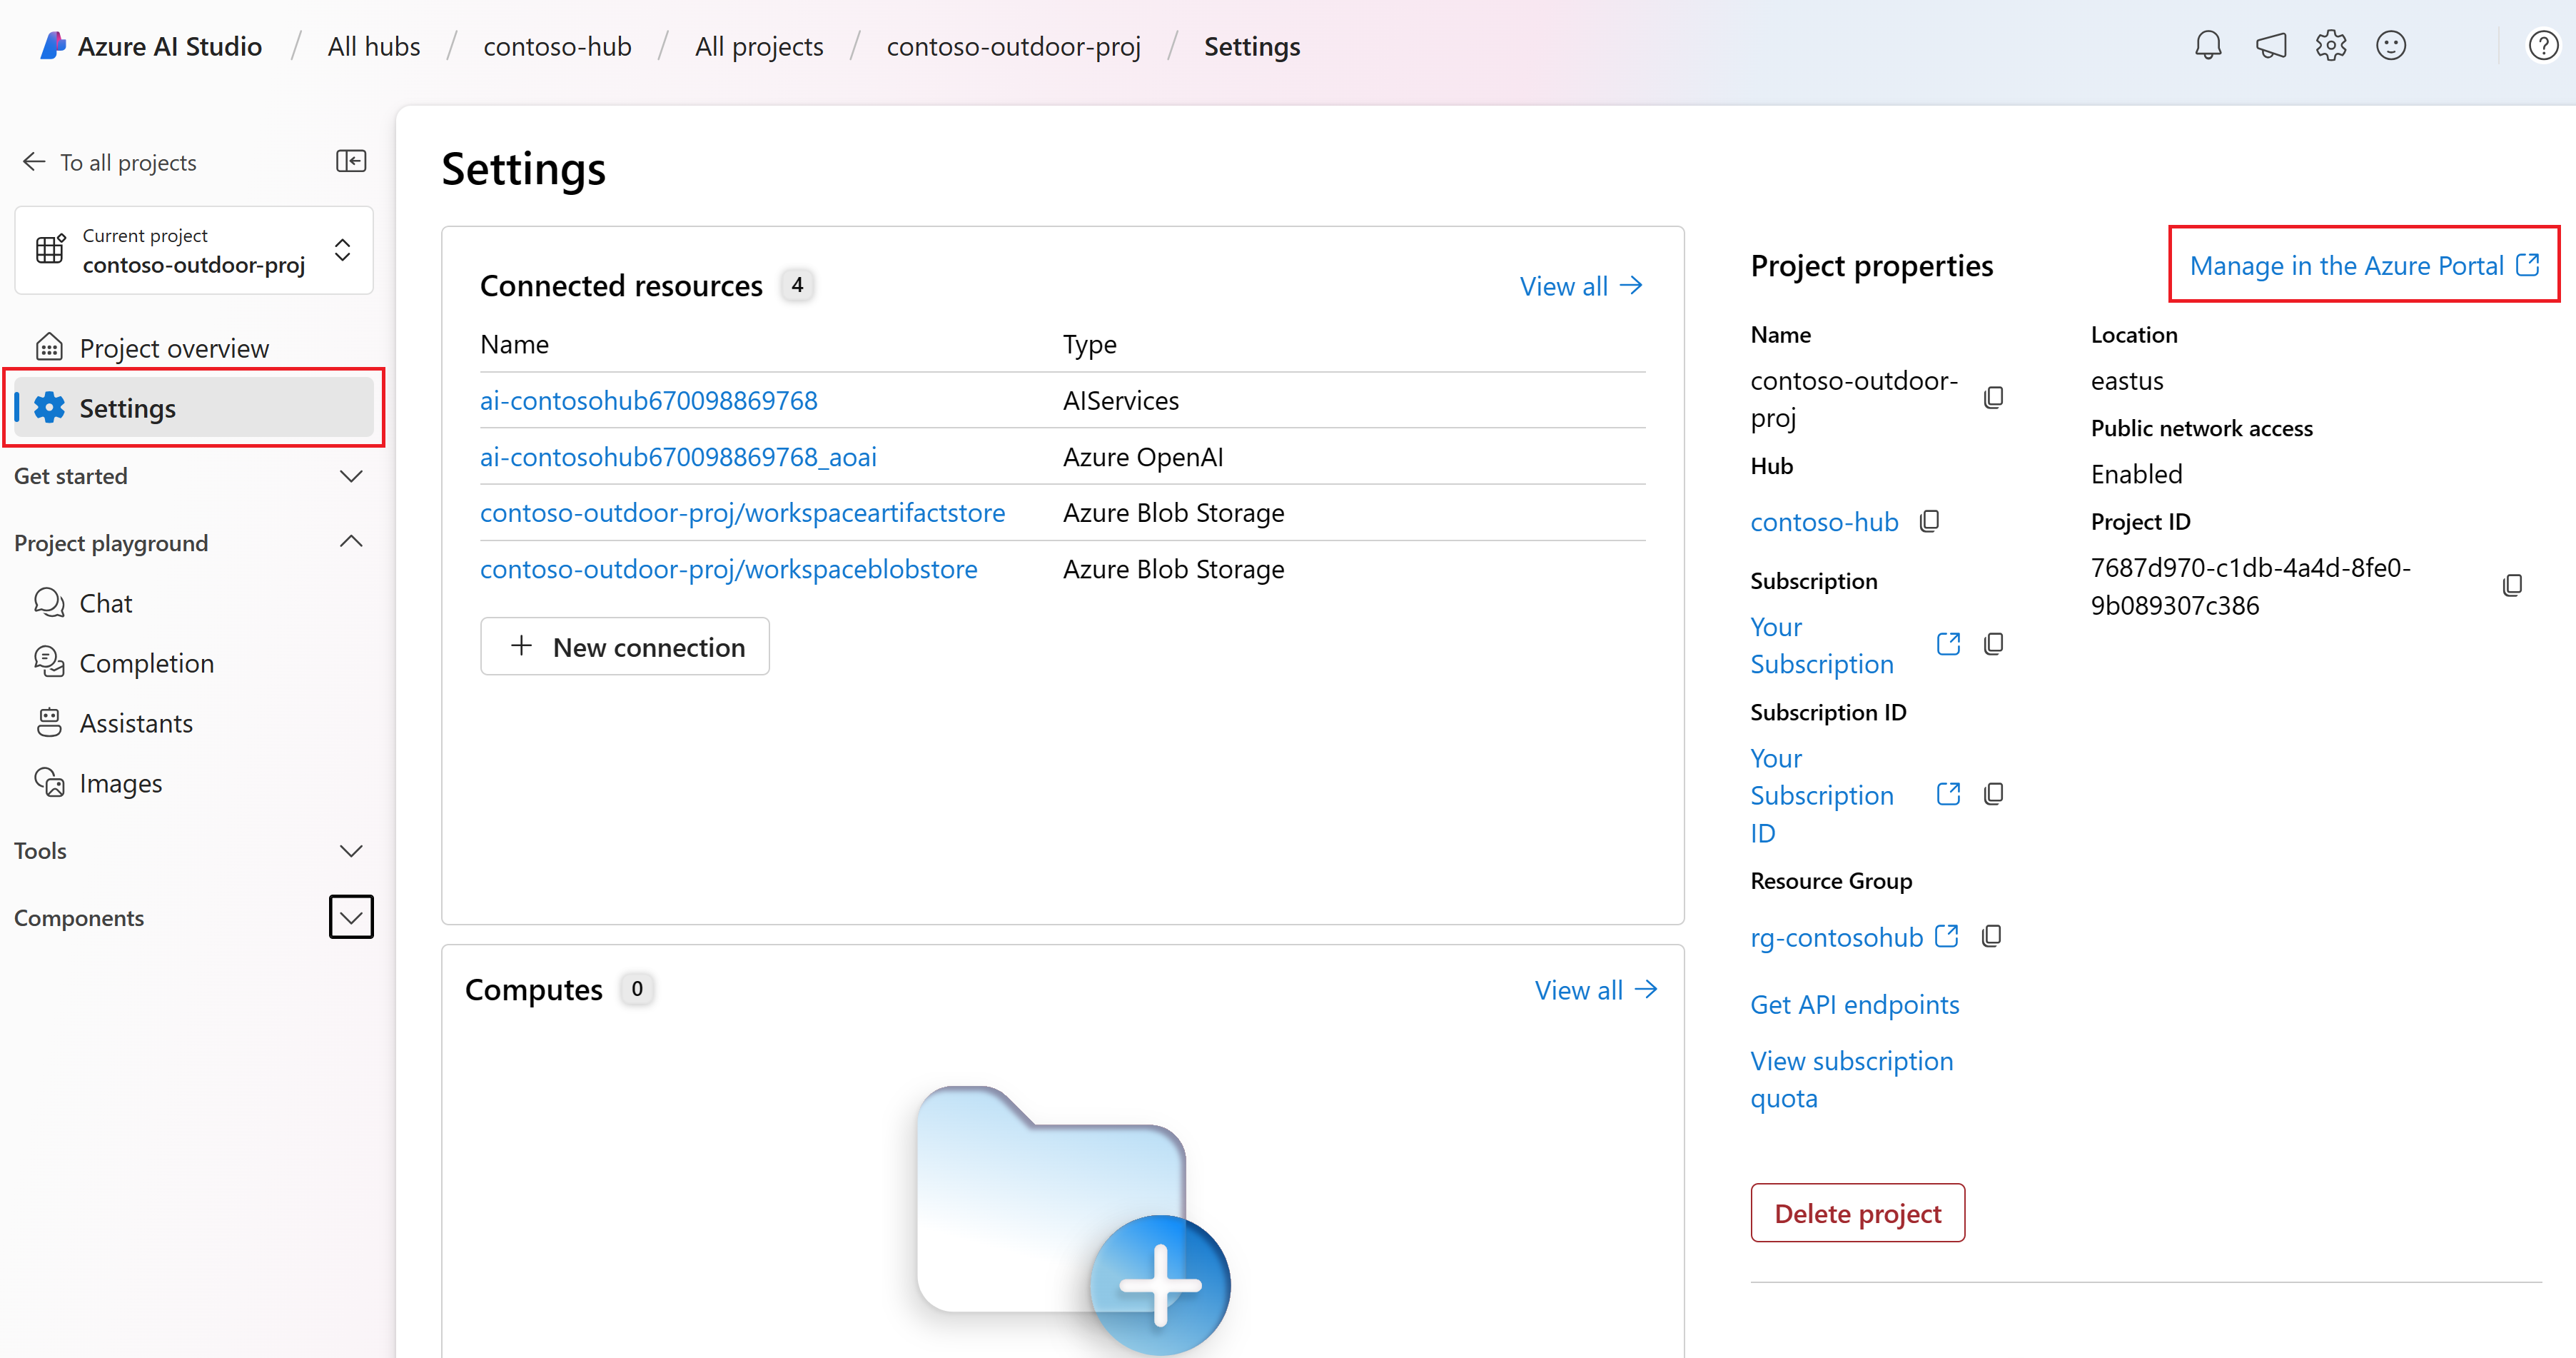 Azure AI Studio / All hubs / contoso-hub / All projects / contoso-outdoor-proj / Settings
To all projects
Current project
contoso-outdoor-proj
Project overview
Settings
Get started
Project playground
Chat
Completion
Assistants
Images
Tools
Components
Settings
Connected resources 4 View all
Name Type
ai-contosohub670098869768 AIServices
ai-contosohub670098869768_aoai Azure OpenAI
contoso-outdoor-proj/workspaceartifactstore Azure Blob Storage
contoso-outdoor-proj/workspaceblobstore Azure Blob Storage
+ New connection
Computes 0 View all
Project properties Manage in the Azure Portal
Name
contoso-outdoor-
proj
Hub
contoso-hub
Subscription
Your
Subscription
Subscription ID
Your
Subscription
ID
Resource Group
rg-contosohub
Get API endpoints
View subscription
quota
Delete project
Location
eastus
Public network access
Enabled
Project ID
7687d970-c1db-4a4d-8fe0-
9b089307c386